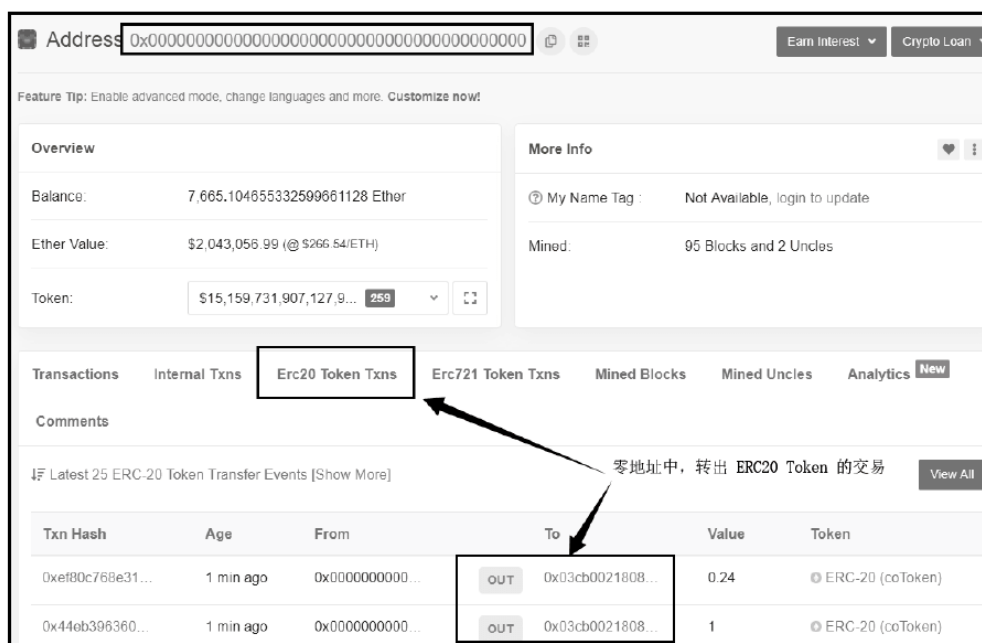 Address 0x0000000000000000000000000000000000000000
Earn Interest
Crypto Loan
Feature Tip: Enable advanced mode, change languages and more. Customize now!
Overview
Balance: 7,665.104655332599661128 Ether
Ether Value: $2,043,056.99 (@ $266.54/ETH)
Token: $15,159,731,907,127,9... 259
More Info
My Name Tag : Not Available, login to update
Mined: 95 Blocks and 2 Uncles
Transactions Internal Txns Erc20 Token Txns Erc721 Token Txns Mined Blocks Mined Uncles Analytics New
Comments
零地址中，转出 ERC20 Token 的交易
Latest 25 ERC-20 Token Transfer Events [Show More]
View All
Txn Hash Age From To Value Token
0xef80c768e31... 1 min ago 0x0000000000... OUT 0x03cb0021808... 0.24 ERC-20 (coToken)
0x44eb396360... 1 min ago 0x0000000000... OUT 0x03cb0021808... 1 ERC-20 (coToken)